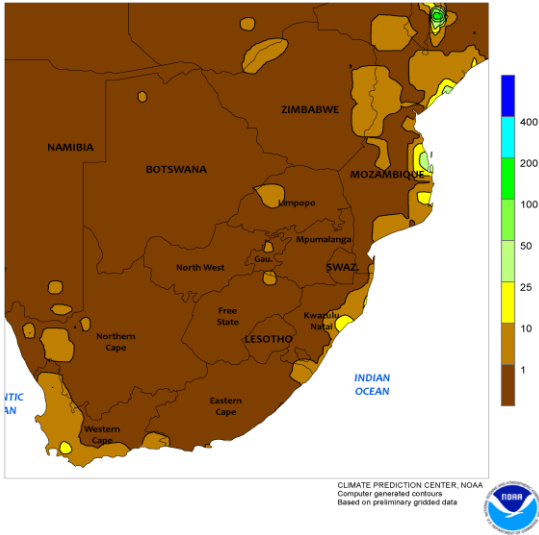 ZIMBABWE
NAMIBIA
BOTSWANA
MOZAMBIQUE
Limpopo
Mpumalanga
Gau.
North West
SWAZ.
Free
State
Kwazulu
Natal
LESOTHO
Northern
Cape
Eastern
Cape
Western
Cape
NTIC
AN
INDIAN
OCEAN
400
200
100
50
25
10
1
CLIMATE PREDICTION CENTER, NOAA
Computer generated contours
Based on preliminary gridded data
NOAA